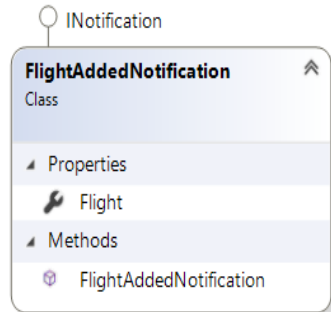 INotification
FlightAddedNotification
Class
Properties
Flight
Methods
FlightAddedNotification